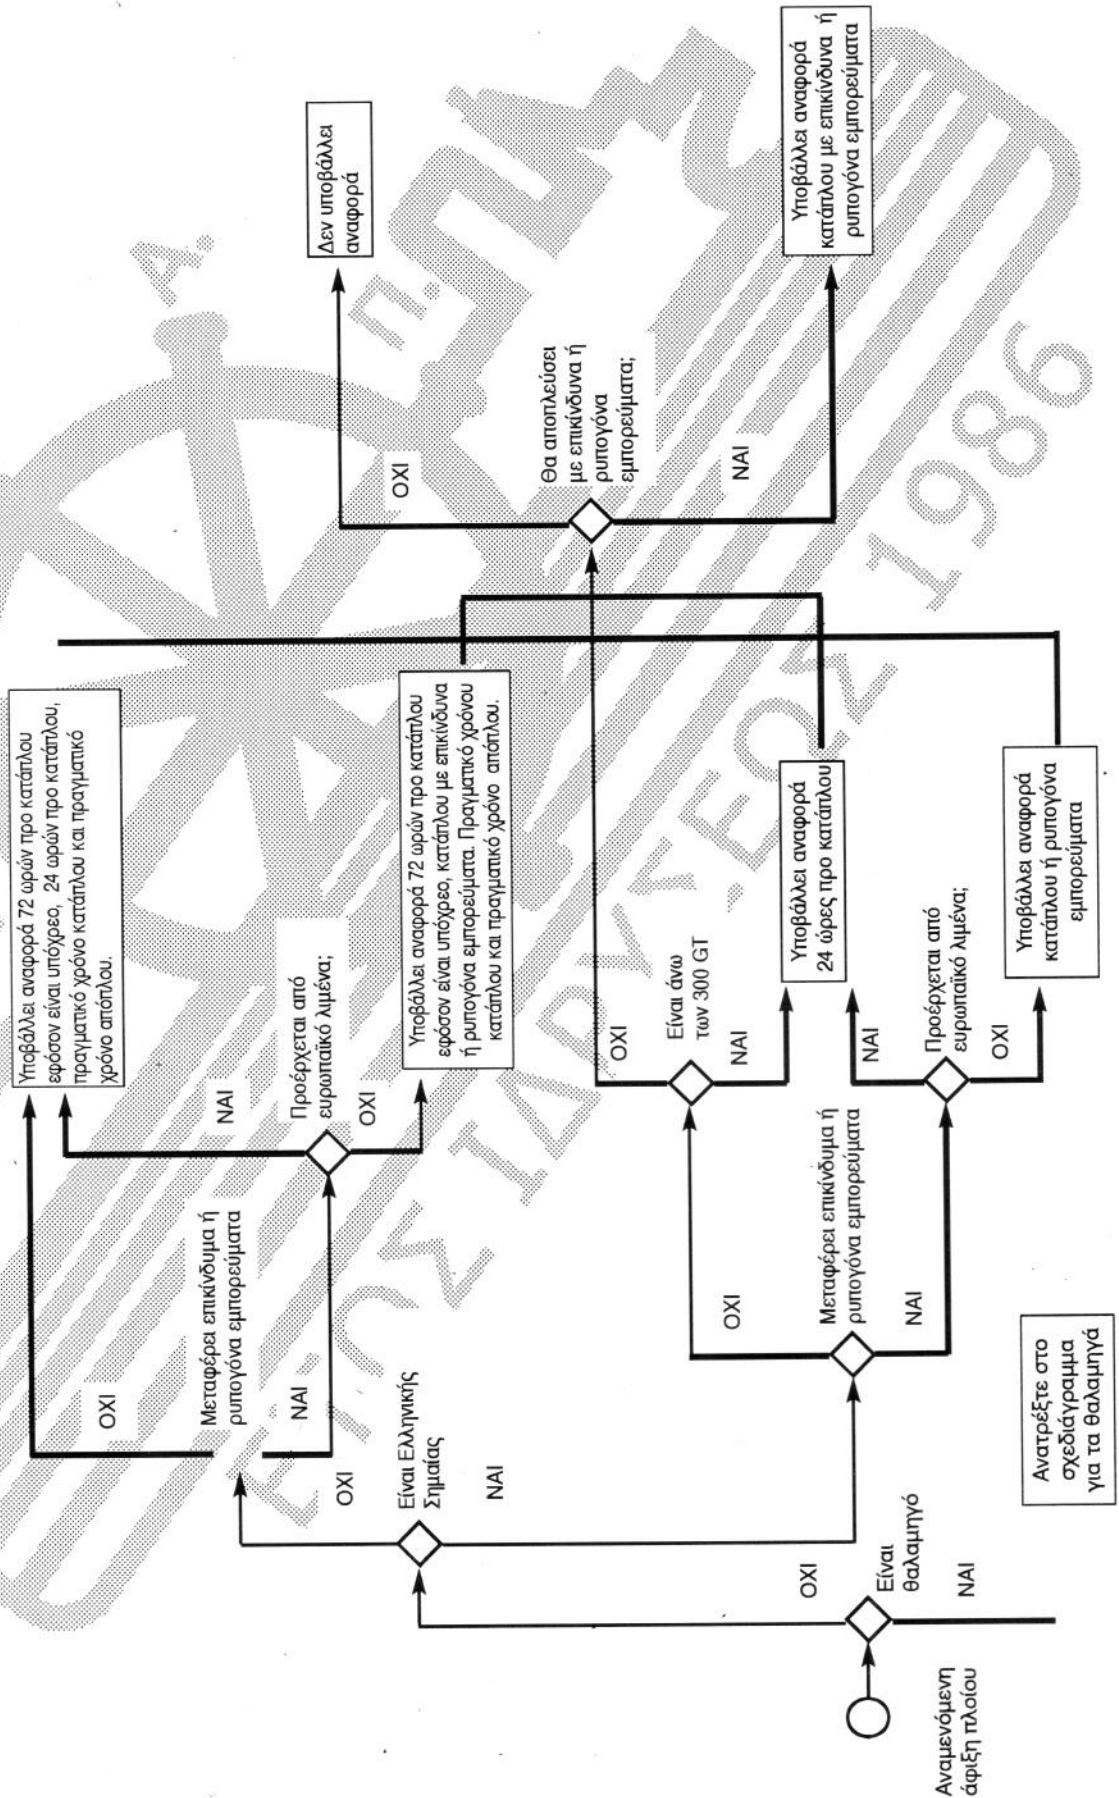 Αναμενόμενη
άφιξη πλοίου
Είναι
θαλαμηγό
ΟΧΙ
ΝΑΙ
Ανατρέξτε στο
σχεδιάγραμμα
για τα θαλαμηγά
Είναι Ελληνικής
Σημαίας
ΟΧΙ
ΝΑΙ
Μεταφέρει επικίνδυμα ή
ρυπογόνα εμπορεύματα
ΟΧΙ
ΝΑΙ
Προέρχεται από
ευρωπαϊκό λιμένα;
ΝΑΙ
ΟΧΙ
Υποβάλλει αναφορά 72 ωρών προ κατάπλου
εφόσον είναι υπόχρεο, 24 ωρών προ κατάπλου,
πραγματικό χρόνο κατάπλου και πραγματικό
χρόνο απόπλου.
Υποβάλλει αναφορά 72 ωρών προ κατάπλου
εφόσον είναι υπόχρεο, κατάπλου με επικίνδυνα
ή ρυπογόνα εμπορεύματα. Πραγματικό χρόνου
κατάπλου και πραγματικό χρόνο απόπλου.
Μεταφέρει επικίνδυμα ή
ρυπογόνα εμπορεύματα
ΟΧΙ
ΝΑΙ
Είναι άνω
των 300 GT
ΟΧΙ
ΝΑΙ
Υποβάλλει αναφορά
24 ώρες προ κατάπλου
Προέρχεται από
ευρωπαϊκό λιμένα;
ΝΑΙ
ΟΧΙ
Υποβάλλει αναφορά
κατάπλου ή ρυπογόνα
εμπορεύματα
Θα αποπλεύσει
με επικίνδυνα ή
ρυπογόνα
εμπορεύματα;
ΟΧΙ
ΝΑΙ
Δεν υποβάλλει
αναφορά
Υποβάλλει αναφορά
κατάπλου με επικίνδυνα ή
ρυπογόνα εμπορεύματα
Π. Α.
ΕΤΟΣ ΙΔΡΥΣΕΩΣ 1986